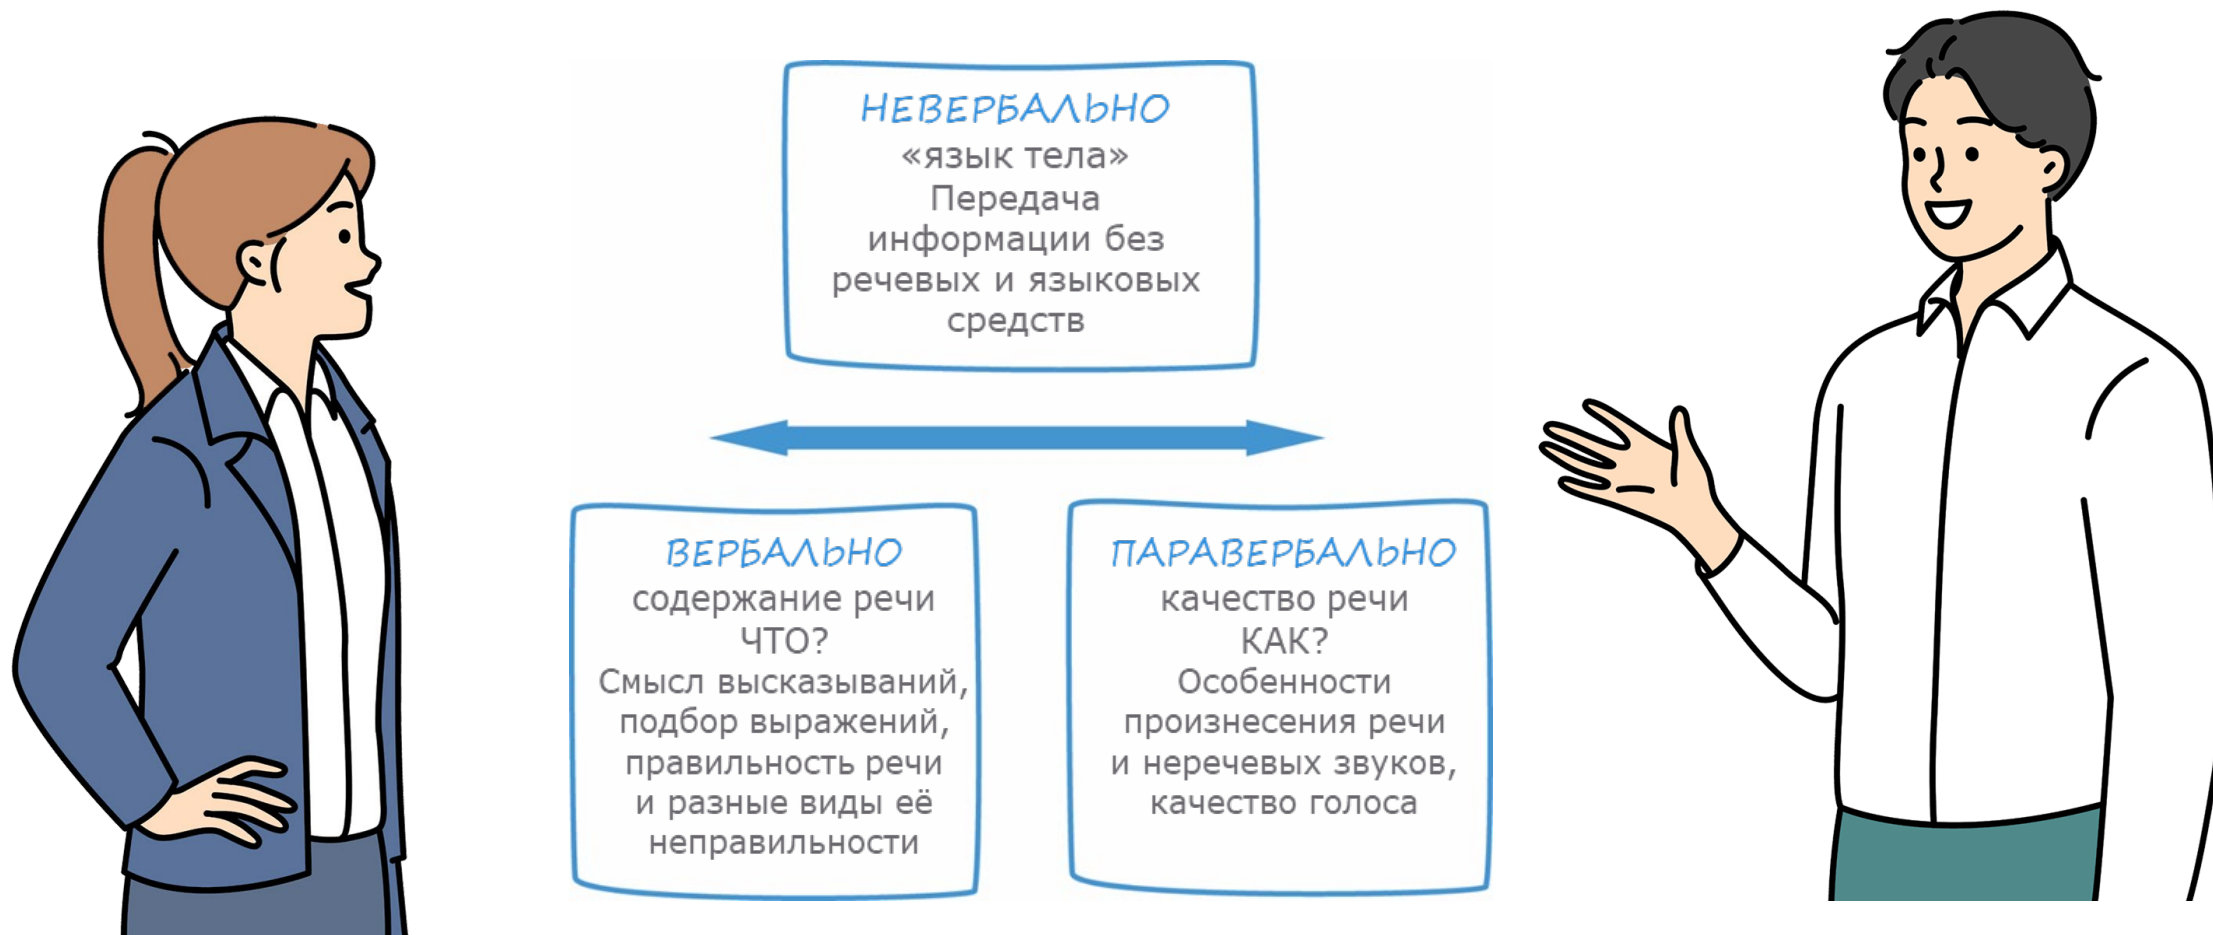 НЕВЕРБАЛЬНО
«язык тела»
Передача
информации без
речевых и языковых
средств
ВЕРБАЛЬНО
содержание речи
ЧТО?
Смысл высказываний,
подбор выражений,
правильность речи
и разные виды её
неправильности
ПАРАВЕРБАЛЬНО
качество речи
КАК?
Особенности
произнесения речи
и неречевых звуков,
качество голоса